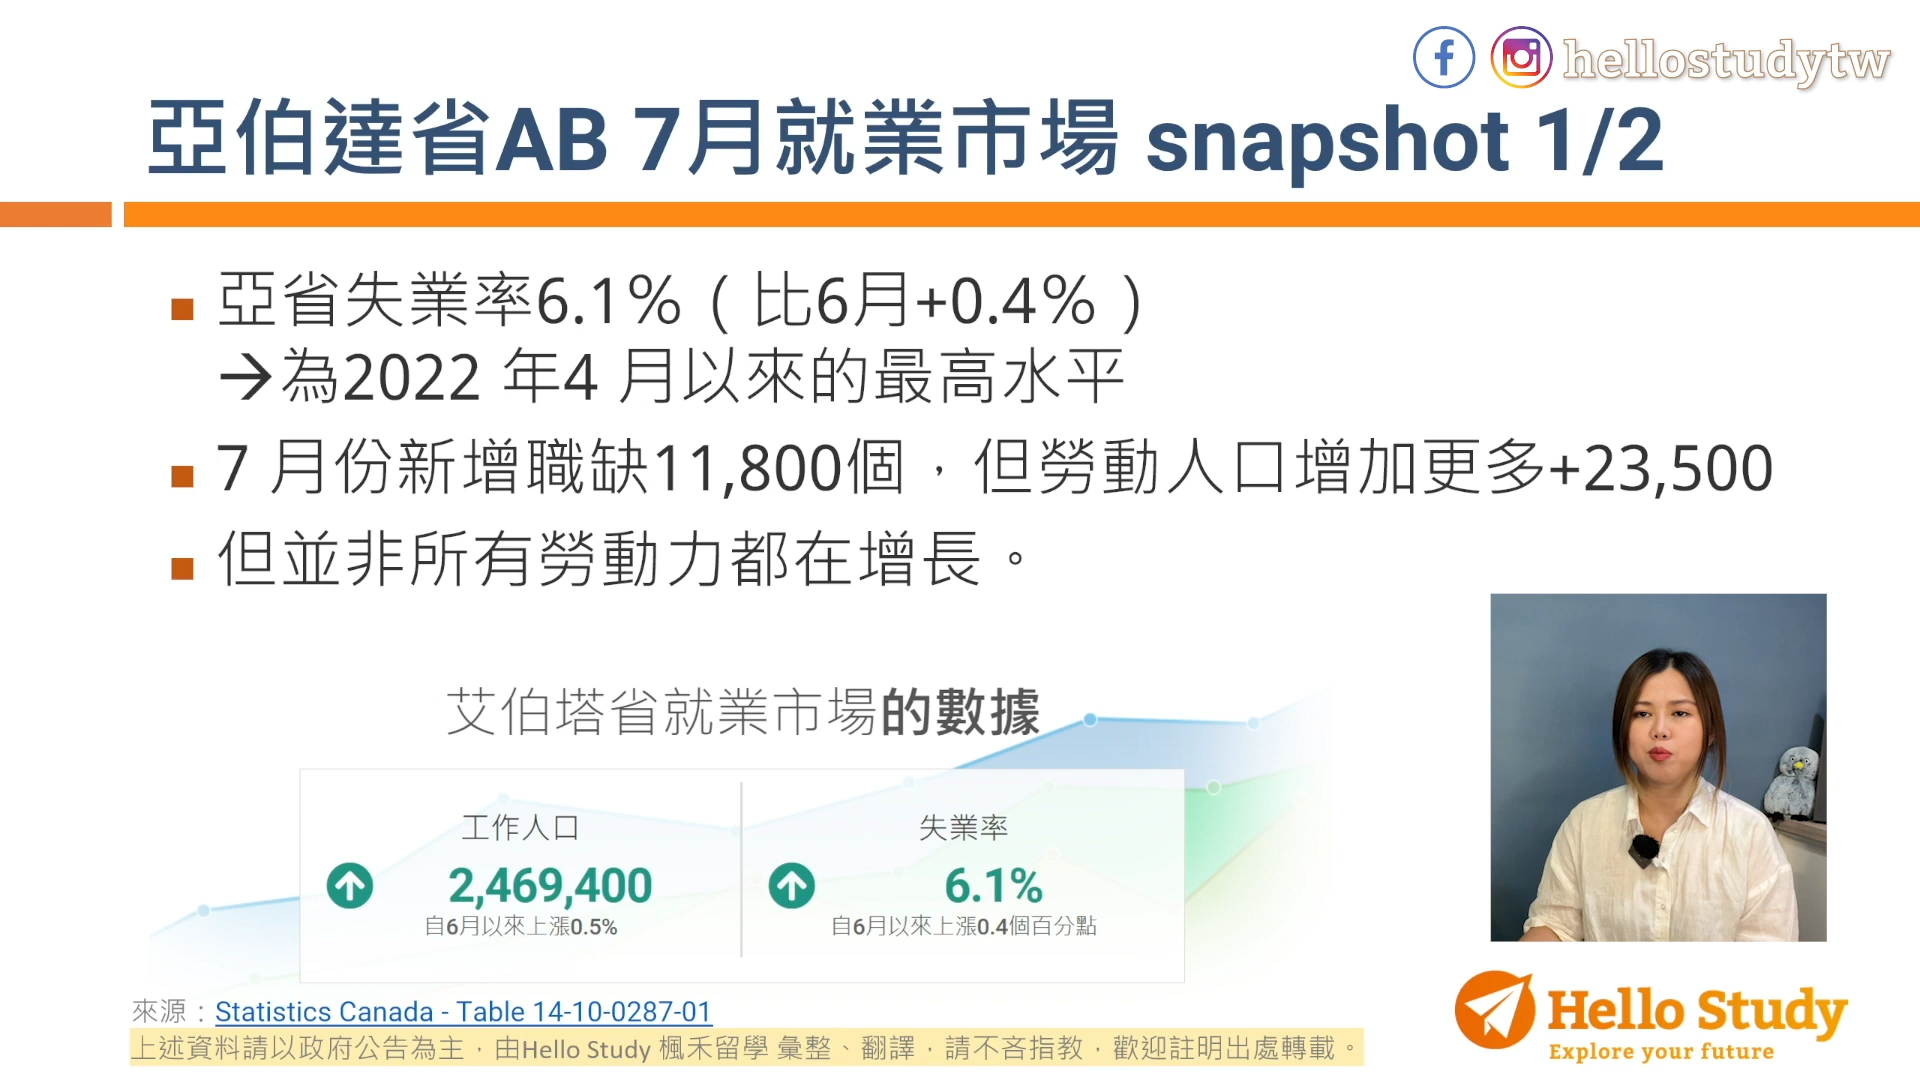 hellostudytw
亞伯達省AB 7月就業市場 snapshot 1/2
亞省失業率6.1%（比6月+0.4%）
→為2022 年4 月以來的最高水平
7 月份新增職缺11,800個，但勞動人口增加更多+23,500
但並非所有勞動力都在增長。
艾伯塔省就業市場的數據
工作人口
2,469,400
自6月以來上漲0.5%
失業率
6.1%
自6月以來上漲0.4個百分點
來源：Statistics Canada - Table 14-10-0287-01
上述資料請以政府公告為主，由Hello Study 楓禾留學 彙整、翻譯，請不吝指教，歡迎註明出處轉載。
Hello Study
Explore your future